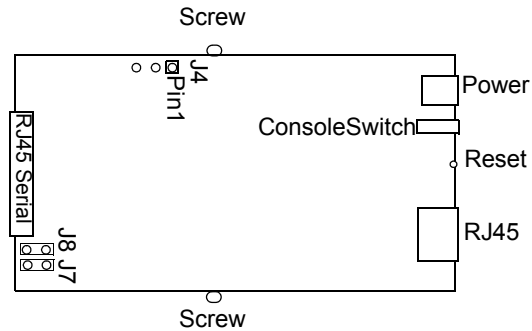 Screw
J4
Pin1
Power
ConsoleSwitch
RJ45 Serial
Reset
RJ45
J8
J7
Screw